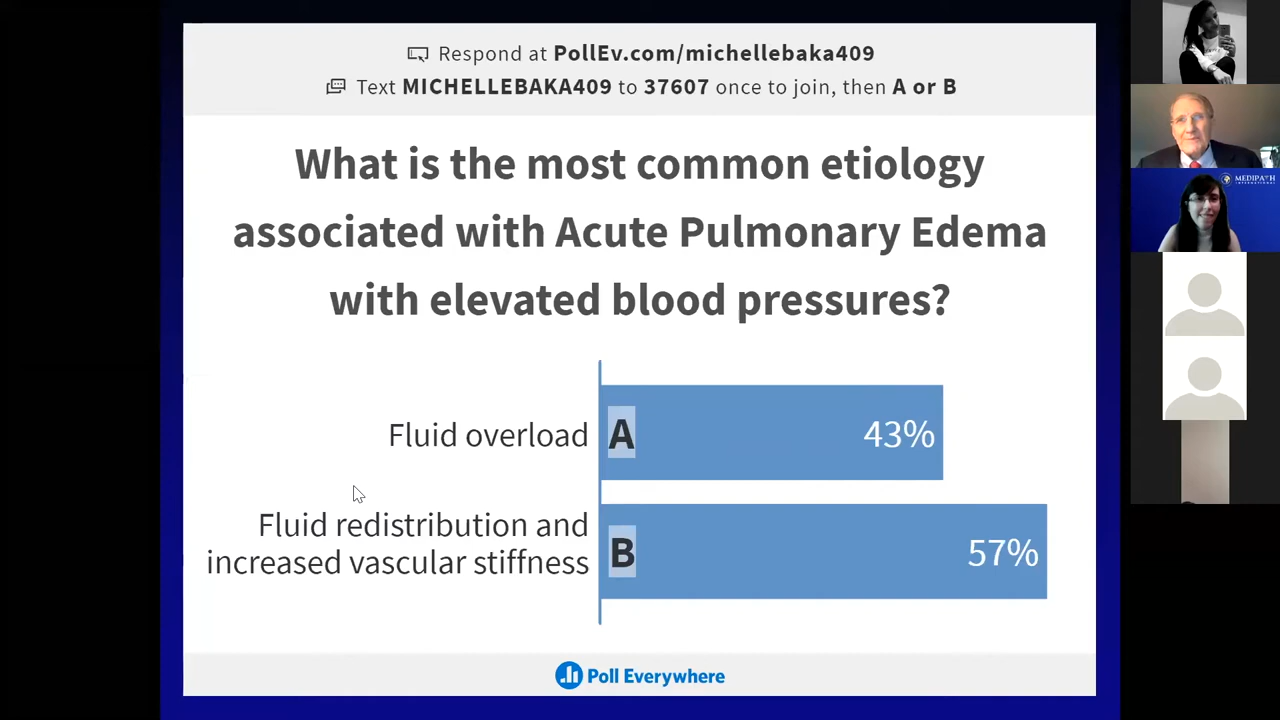 Respond at PollEv.com/michellebaka409
Text MICHELLEBAKA409 to 37607 once to join, then A or B
What is the most common etiology
associated with Acute Pulmonary Edema
with elevated blood pressures?
Fluid overload A 43%
Fluid redistribution and
increased vascular stiffness B 57%
Poll Everywhere
MEDIPATH
INTERNATIONAL